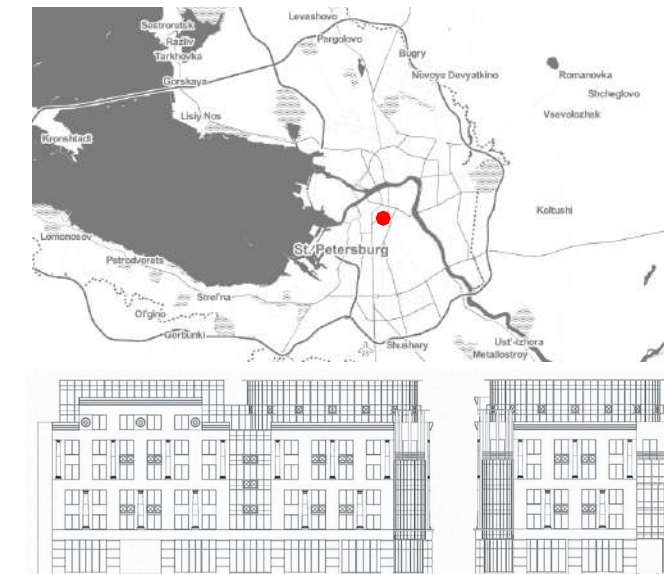 Levashovo
Sestroretsk
Pargolovo
Razliv
Bugry
Tarkhovka
Novoye Devyatkino
Romanovka
Gorskaya
Shcheglovo
Lisiy Nos
Vsevolozhsk
Kronshtadt
Koltushi
Lomonosov
St. Petersburg
Petrodvorets
Strel'na
Ol'gino
Gorbunki
Shushary
Ust'-Izhora
Metallostroy